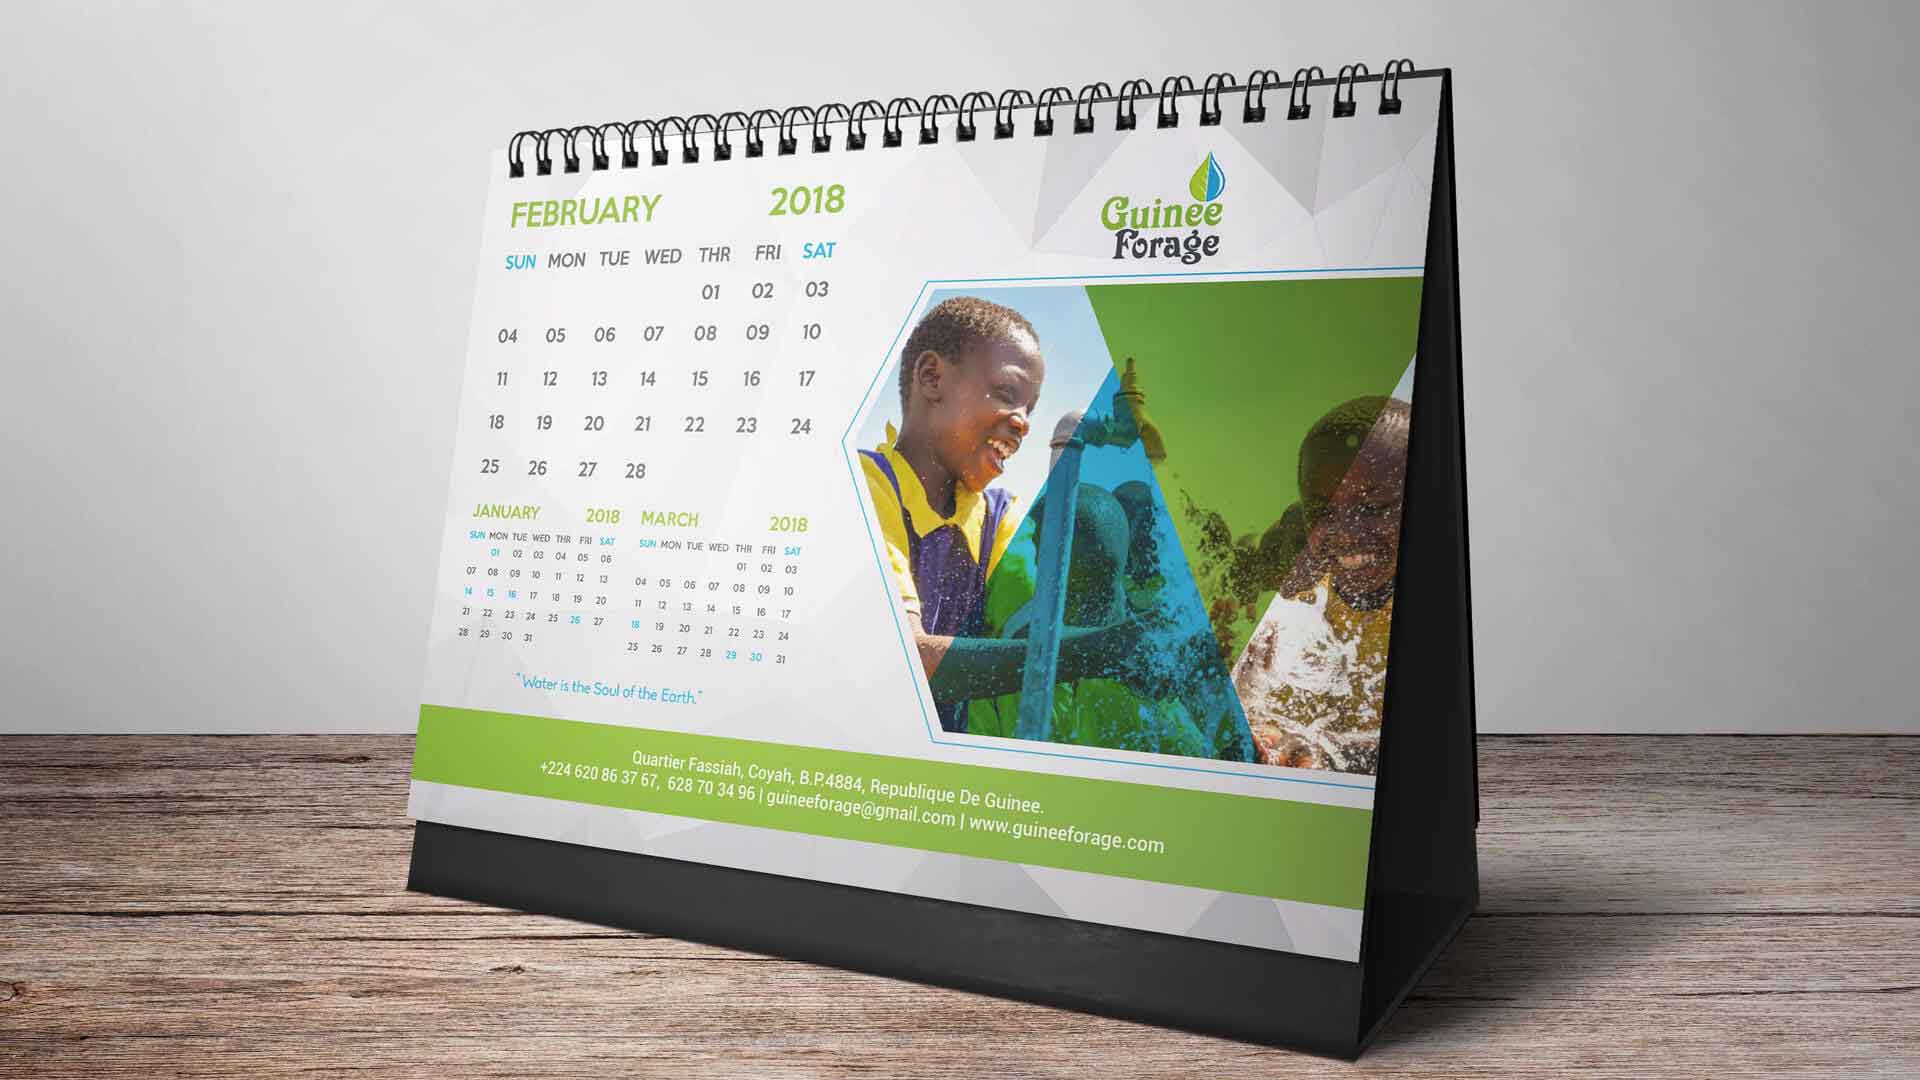 FEBRUARY 2018
SUN MON TUE WED THR FRI SAT
01 02 03
04 05 06 07 08 09 10
11 12 13 14 15 16 17
18 19 20 21 22 23 24
25 26 27 28
JANUARY 2018
SUN MON TUE WED THR FRI SAT
01 02 03 04 05 06
07 08 09 10 11 12 13
14 15 16 17 18 19 20
21 22 23 24 25 26 27
28 29 30 31
MARCH 2018
SUN MON TUE WED THR FRI SAT
01 02 03
04 05 06 07 08 09 10
11 12 13 14 15 16 17
18 19 20 21 22 23 24
25 26 27 28 29 30 31
"Water is the Soul of the Earth."
Guinee
Forage
Quartier Fassiah, Coyah, B.P.4884, Republique De Guinee.
+224 620 86 37 67, 628 70 34 96 | guineeforage@gmail.com | www.guineeforage.com